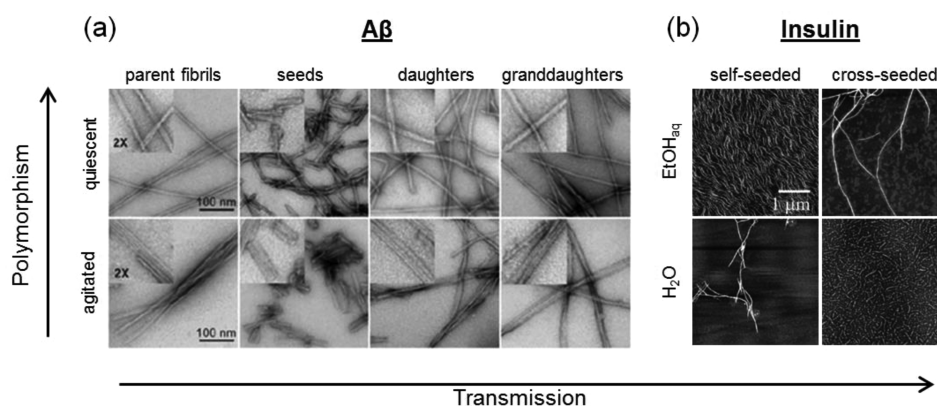 (a)
Aβ
(b)
Insulin
parent fibrils
seeds
daughters
granddaughters
self-seeded
cross-seeded
Polymorphism
quiescent
2X
100 nm
EtOHaq
1 μm
agitated
2X
100 nm
H2O
Transmission